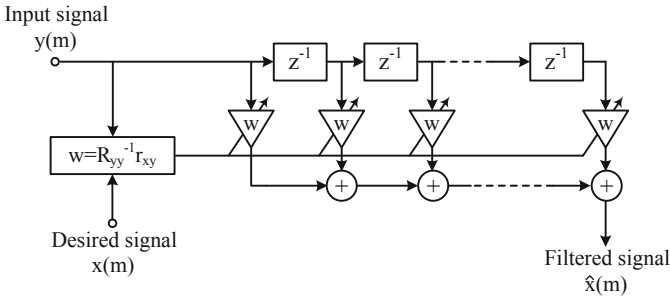 Input signal
y(m)
z⁻¹ z⁻¹ z⁻¹
w w w w
w=Ryy⁻¹rxy
+ + +
Desired signal
x(m)
Filtered signal
x̂(m)